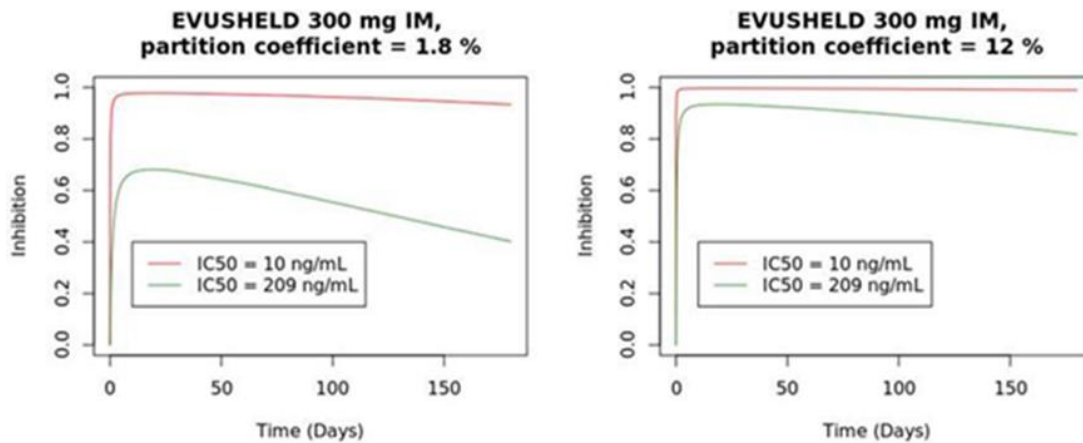 EVUSHELD 300 mg IM,
partition coefficient = 1.8 %
1.0
0.8
0.6
0.4
0.2
0.0
Inhibition
IC50 = 10 ng/mL
IC50 = 209 ng/mL
0 50 100 150
Time (Days)
EVUSHELD 300 mg IM,
partition coefficient = 12 %
1.0
0.8
0.6
0.4
0.2
0.0
Inhibition
IC50 = 10 ng/mL
IC50 = 209 ng/mL
0 50 100 150
Time (Days)